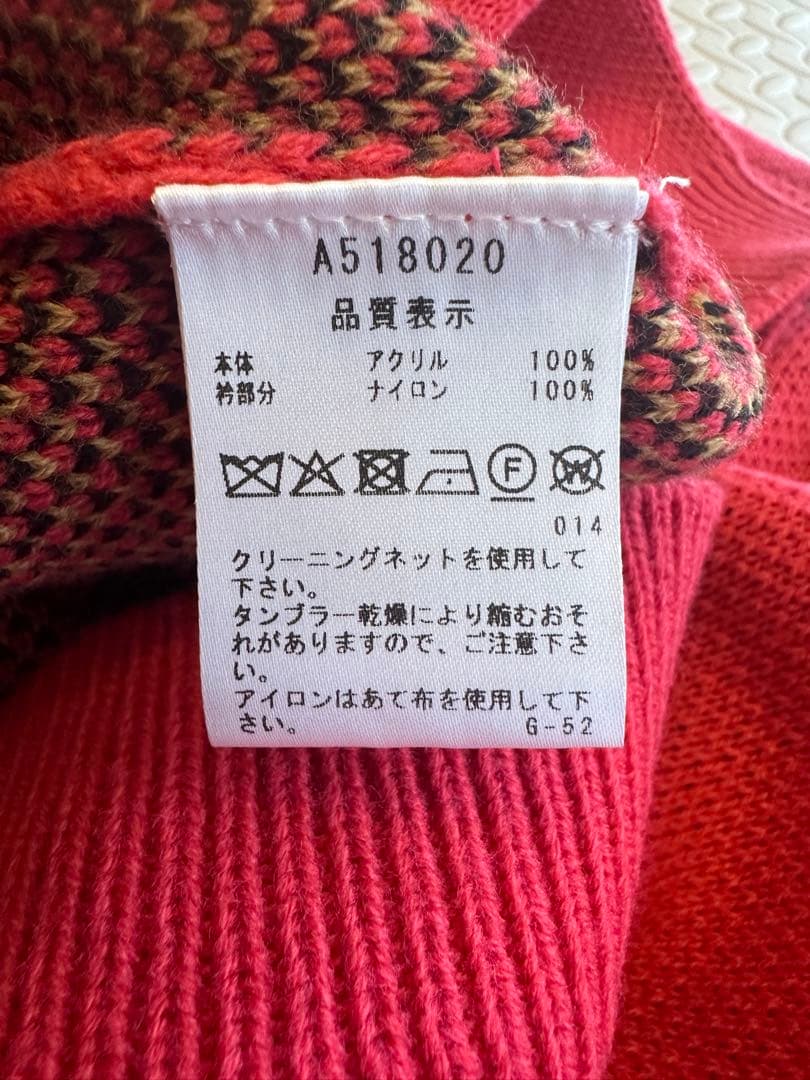 A518020
品質表示
本体 アクリル 100%
衿部分 ナイロン 100%
F W
014
クリーニングネットを使用して
下さい。
タンブラー乾燥により縮むおそ
れがありますので、ご注意下さ
い。
アイロンはあて布を使用して下
さい。 G-52